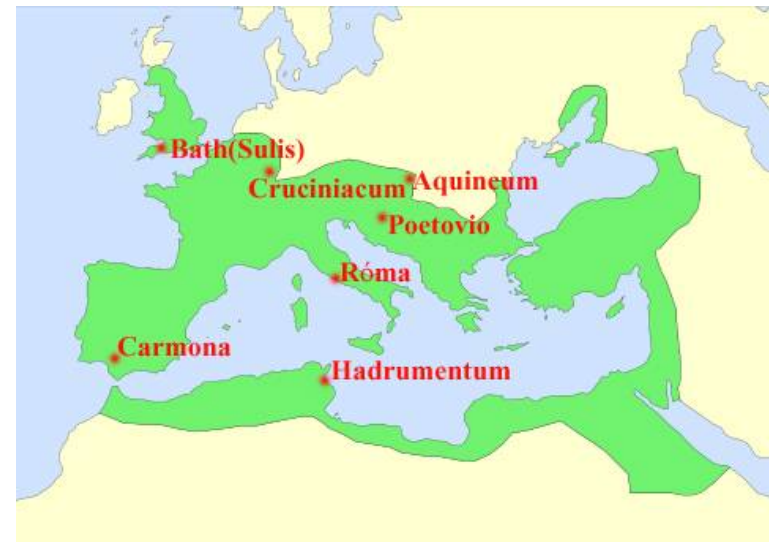 Bath(Sulis)
Cruciniacum
Aquineum
Poetovio
Róma
Carmona
Hadrumentum